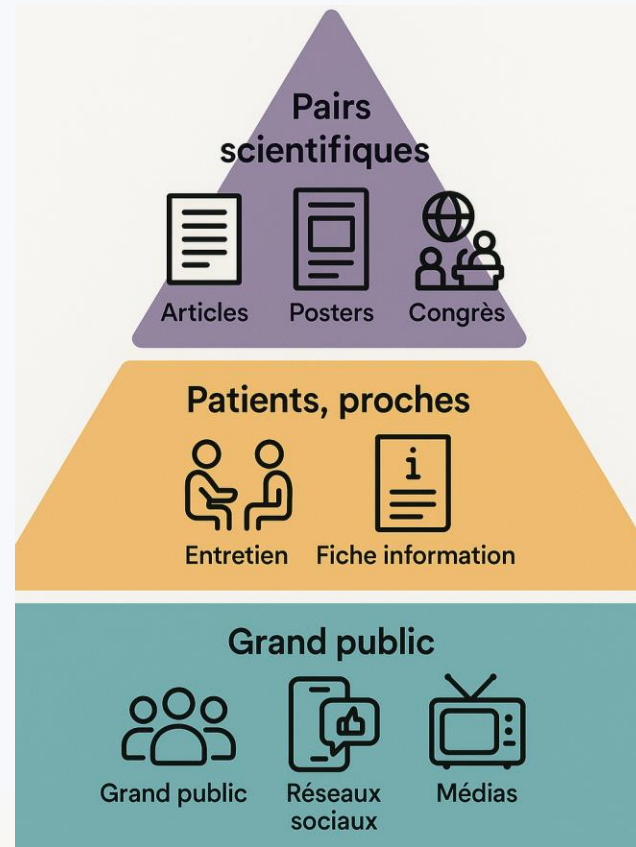 Pairs
scientifiques
Articles Posters Congrès
Patients, proches
i
Entretien Fiche information
Grand public
Grand public Réseaux sociaux Médias